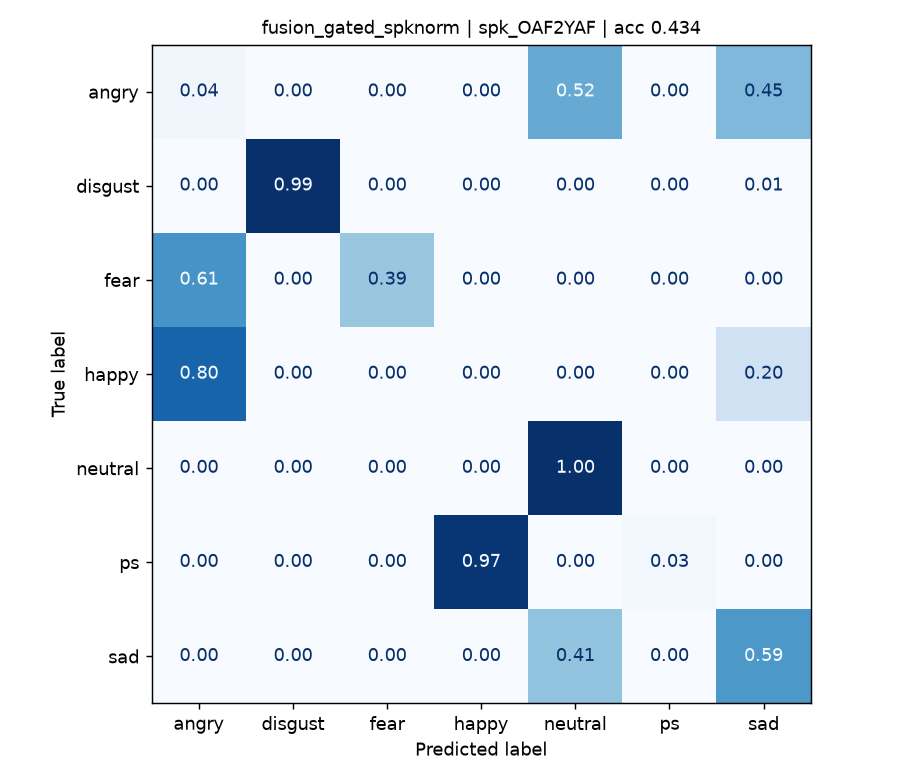 fusion_gated_spknorm | spk_OAF2YAF | acc 0.434
angry 0.04 0.00 0.00 0.00 0.52 0.00 0.45
disgust 0.00 0.99 0.00 0.00 0.00 0.00 0.01
fear 0.61 0.00 0.39 0.00 0.00 0.00 0.00
happy 0.80 0.00 0.00 0.00 0.00 0.00 0.20
neutral 0.00 0.00 0.00 0.00 1.00 0.00 0.00
ps 0.00 0.00 0.00 0.97 0.00 0.03 0.00
sad 0.00 0.00 0.00 0.00 0.41 0.00 0.59
True label
angry disgust fear happy neutral ps sad
Predicted label